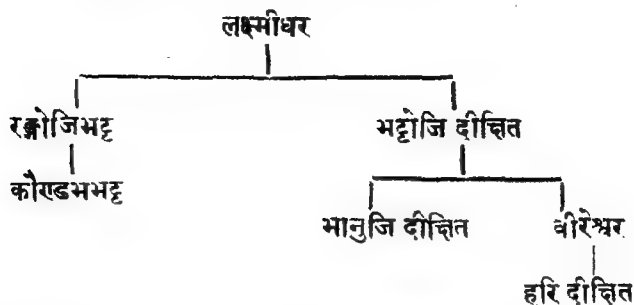 लक्ष्मीधर
रङ्गोजिभट्ट भट्टोजि दीक्षित
कौण्डभभट्ट
भानुजि दीक्षित वीरेश्वर
हरि दीक्षित